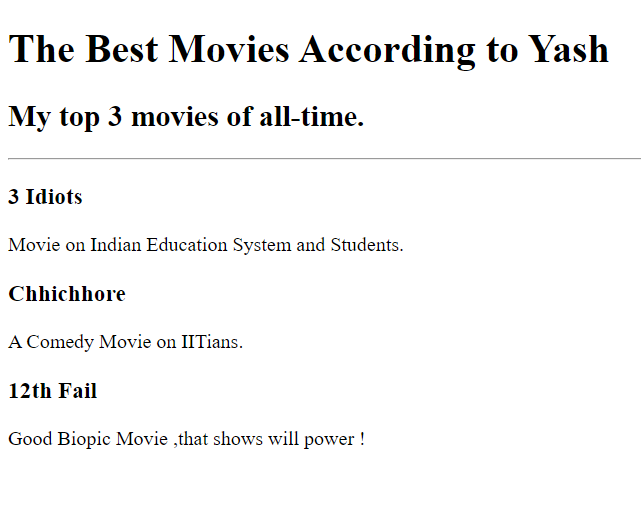 The Best Movies According to Yash
My top 3 movies of all-time.
3 Idiots
Movie on Indian Education System and Students.
Chhichhore
A Comedy Movie on IITians.
12th Fail
Good Biopic Movie ,that shows will power !